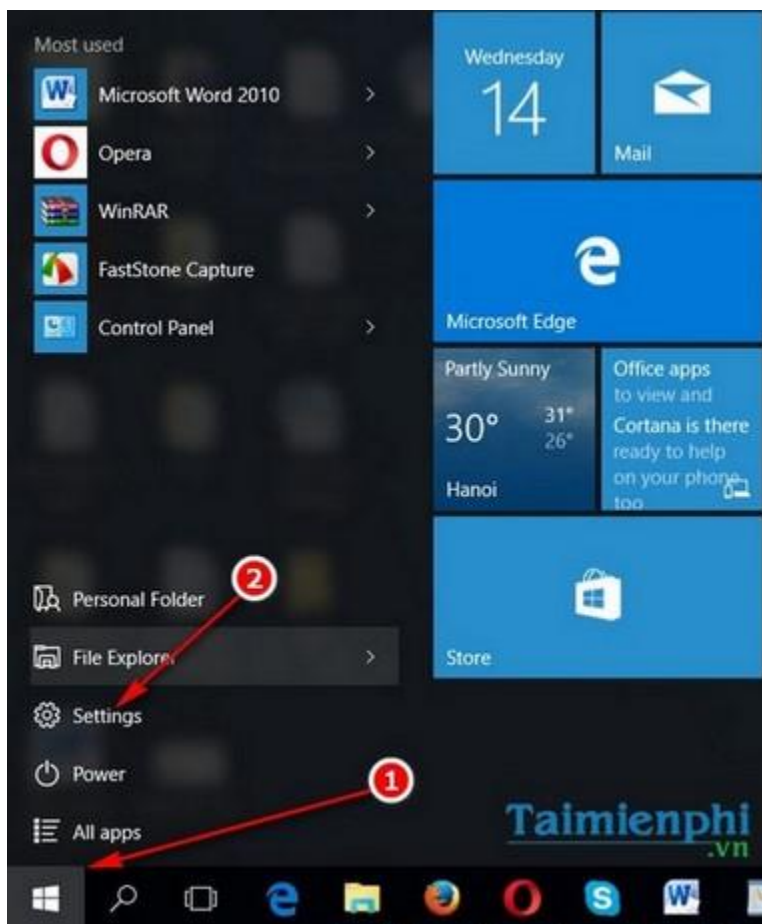 Most used
Microsoft Word 2010
Opera
WinRAR
FastStone Capture
Control Panel
Personal Folder
File Explorer
Settings
Power
All apps
Wednesday
14
Mail
Microsoft Edge
Partly Sunny
30°
31°
26°
Hanoi
Office apps
to view and
Cortana is there
ready to help
on your phone
too
Store
2
1
Taimienphi
.vn